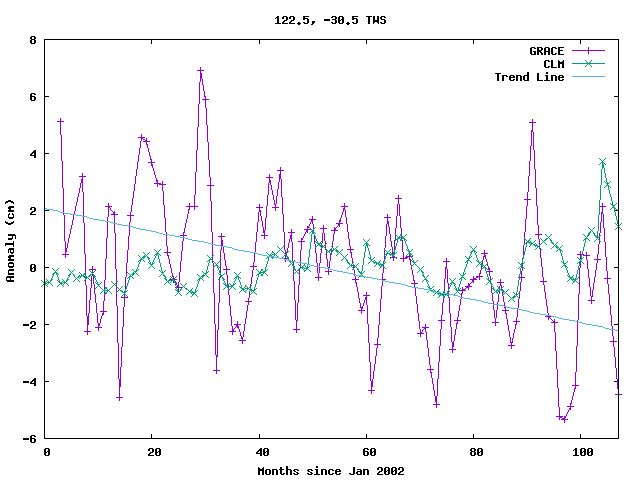 122.5, -30.5 TWS
GRACE
CLM
Trend Line
8
6
4
2
0
-2
-4
-6
Anomaly (cm)
0 20 40 60 80 100
Months since Jan 2002